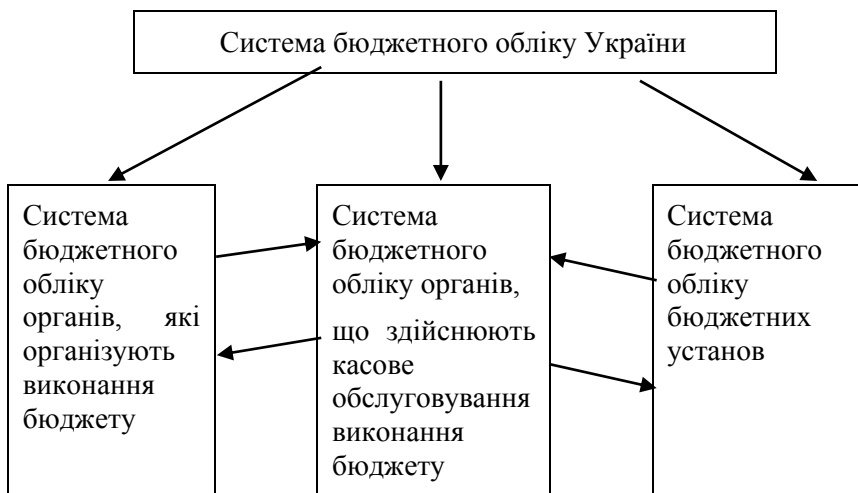 Система бюджетного обліку України
Система
бюджетного
обліку
органів, які
організують
виконання
бюджету
Система
бюджетного
обліку органів,
що здійснюють
касове
обслуговування
виконання
бюджету
Система
бюджетного
обліку
бюджетних
установ